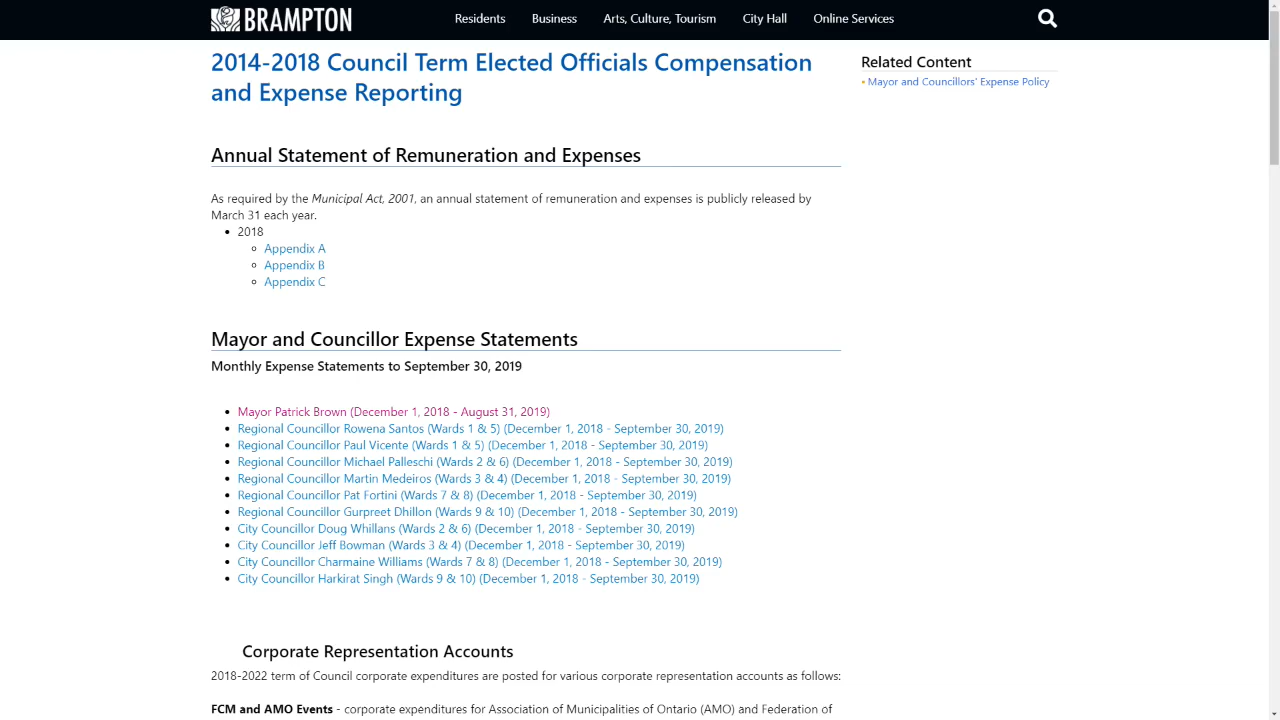 BRAMPTON
Residents
Business
Arts, Culture, Tourism
City Hall
Online Services
2014-2018 Council Term Elected Officials Compensation
and Expense Reporting
Related Content
Mayor and Councillors' Expense Policy
Annual Statement of Remuneration and Expenses
As required by the Municipal Act, 2001, an annual statement of remuneration and expenses is publicly released by
March 31 each year.
2018
Appendix A
Appendix B
Appendix C
Mayor and Councillor Expense Statements
Monthly Expense Statements to September 30, 2019
Mayor Patrick Brown (December 1, 2018 - August 31, 2019)
Regional Councillor Rowena Santos (Wards 1 & 5) (December 1, 2018 - September 30, 2019)
Regional Councillor Paul Vicente (Wards 1 & 5) (December 1, 2018 - September 30, 2019)
Regional Councillor Michael Palleschi (Wards 2 & 6) (December 1, 2018 - September 30, 2019)
Regional Councillor Martin Medeiros (Wards 3 & 4) (December 1, 2018 - September 30, 2019)
Regional Councillor Pat Fortini (Wards 7 & 8) (December 1, 2018 - September 30, 2019)
Regional Councillor Gurpreet Dhillon (Wards 9 & 10) (December 1, 2018 - September 30, 2019)
City Councillor Doug Whillans (Wards 2 & 6) (December 1, 2018 - September 30, 2019)
City Councillor Jeff Bowman (Wards 3 & 4) (December 1, 2018 - September 30, 2019)
City Councillor Charmaine Williams (Wards 7 & 8) (December 1, 2018 - September 30, 2019)
City Councillor Harkirat Singh (Wards 9 & 10) (December 1, 2018 - September 30, 2019)
Corporate Representation Accounts
2018-2022 term of Council corporate expenditures are posted for various corporate representation accounts as follows:
FCM and AMO Events - corporate expenditures for Association of Municipalities of Ontario (AMO) and Federation of